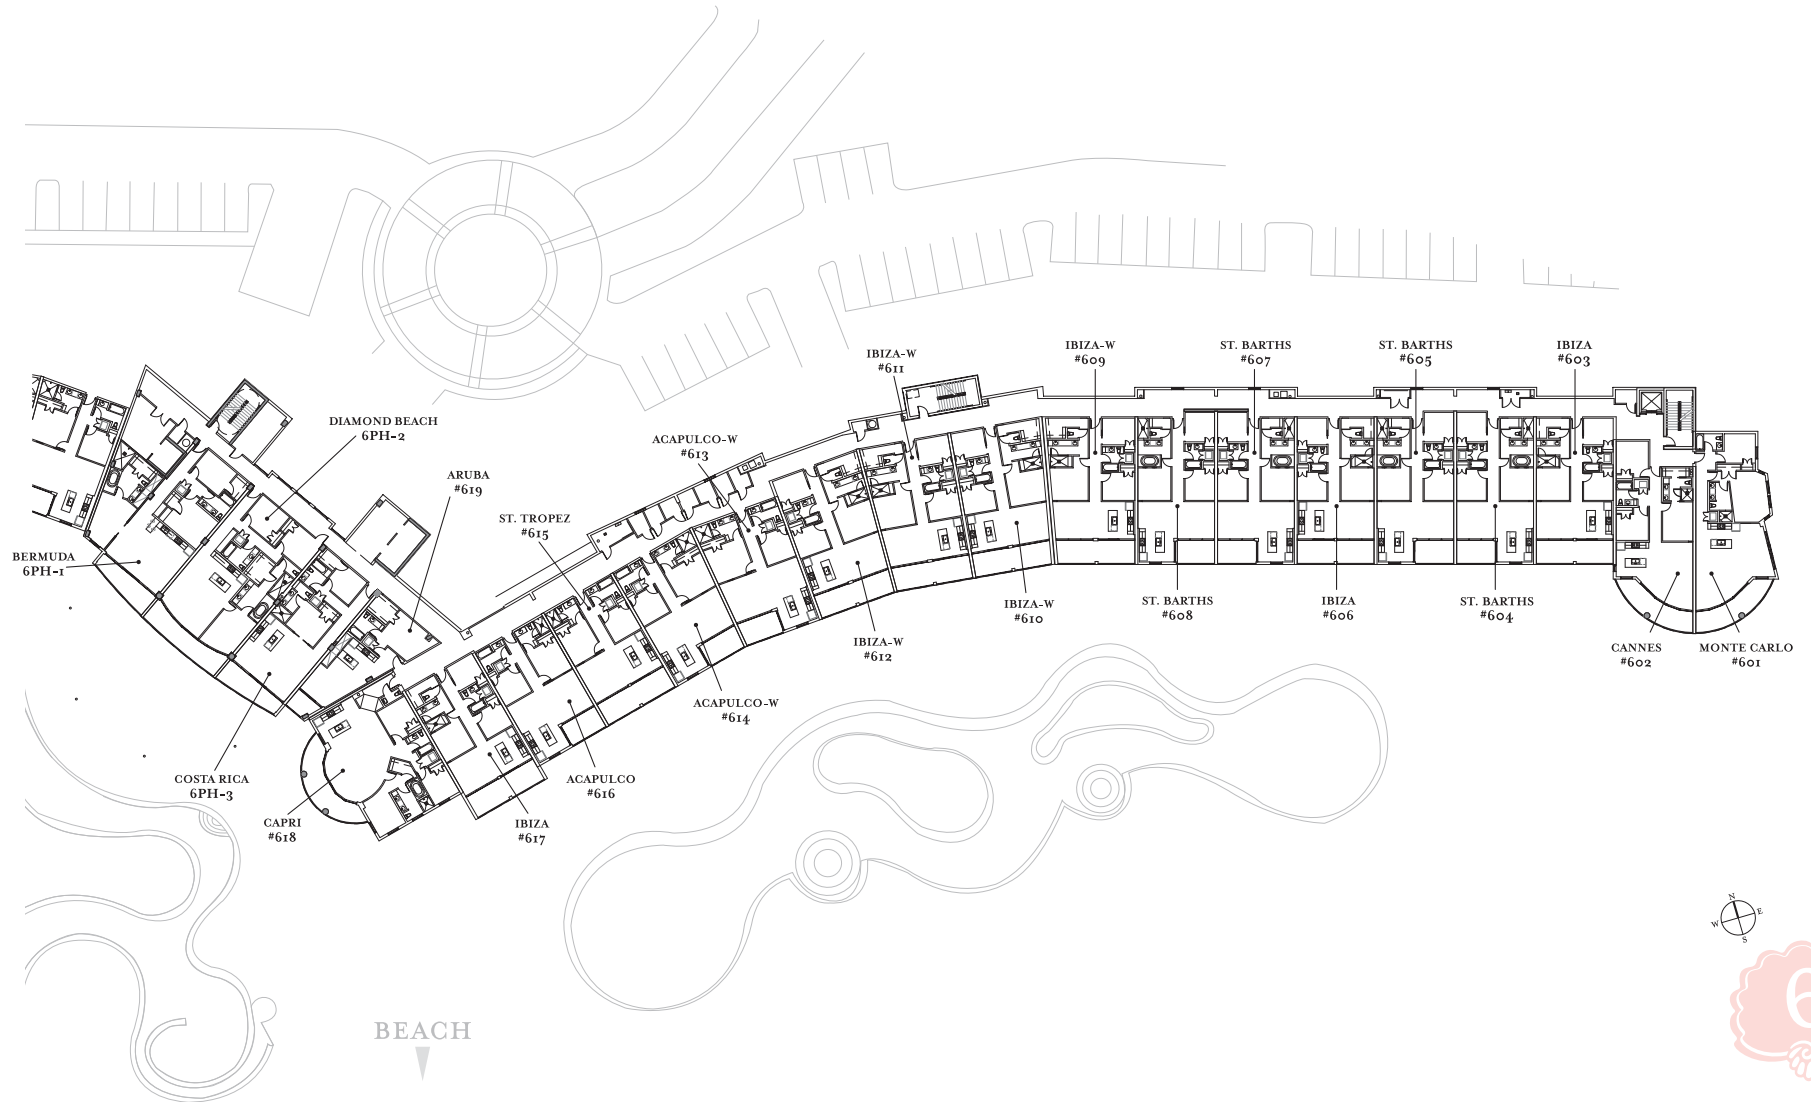 IBIZA-W
#611
IBIZA-W
#609
ST. BARTHS
#607
ST. BARTHS
#605
IBIZA
#603
DIAMOND BEACH
6PH-2
ACAPULCO-W
#613
ARUBA
#619
ST. TROPEZ
#615
BERMUDA
6PH-1
IBIZA-W
#610
ST. BARTHS
#608
IBIZA
#606
ST. BARTHS
#604
IBIZA-W
#612
CANNES
#602
MONTE CARLO
#601
ACAPULCO-W
#614
COSTA RICA
6PH-3
ACAPULCO
#616
CAPRI
#618
IBIZA
#617
N
W E
S
6
BEACH